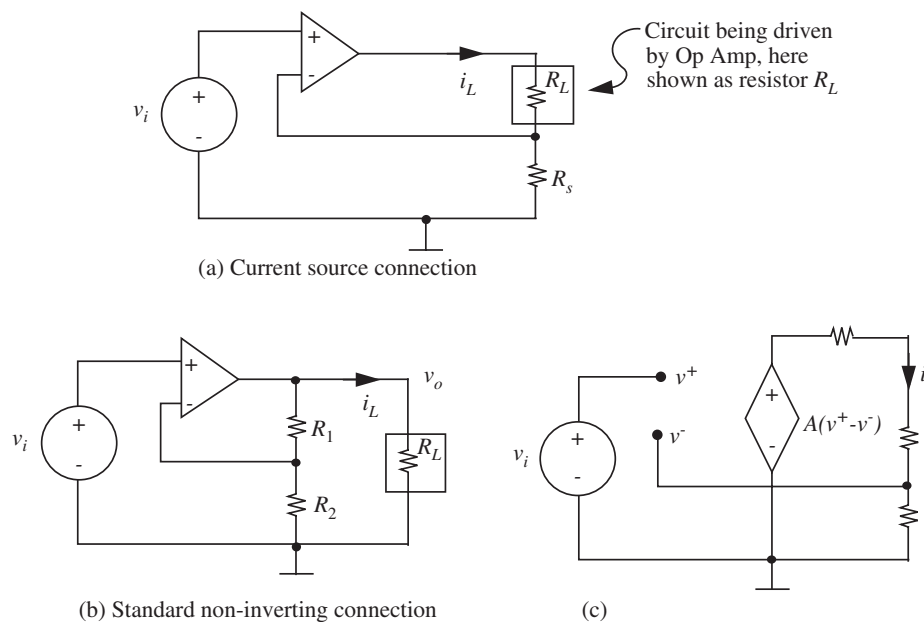 Circuit being driven
by Op Amp, here
shown as resistor R_L
+
-
i_L
R_L
v_i
+
-
R_s
(a) Current source connection
+
-
v_o
i_L
R_1
R_L
v_i
+
-
R_2
(b) Standard non-inverting connection
v^+
v^-
v_i
+
-
+
-
A(v^+-v^-)
(c)